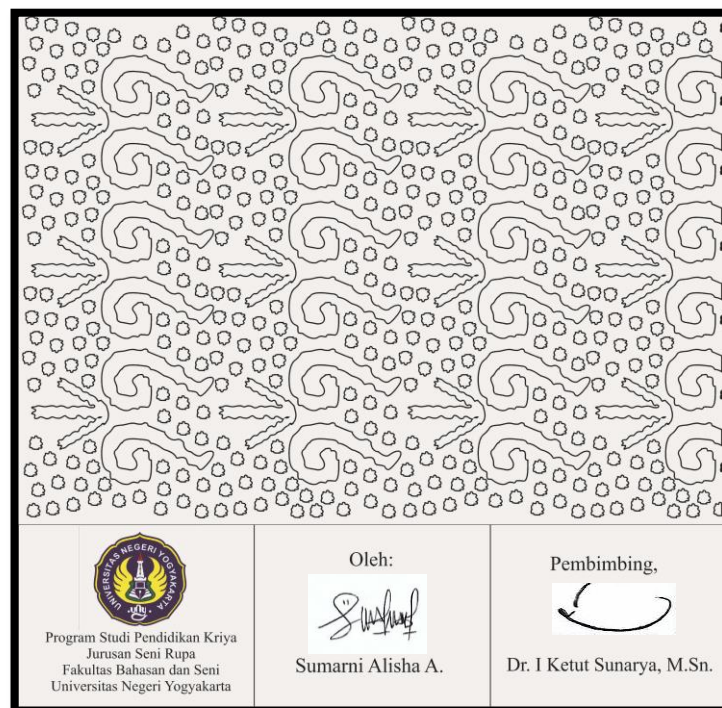 UNIVERSITAS NEGERI YOGYAKARTA
Program Studi Pendidikan Kriya
Jurusan Seni Rupa
Fakultas Bahasan dan Seni
Universitas Negeri Yogyakarta
Oleh:
Sumarni Alisha A.
Pembimbing,
Dr. I Ketut Sunarya, M.Sn.